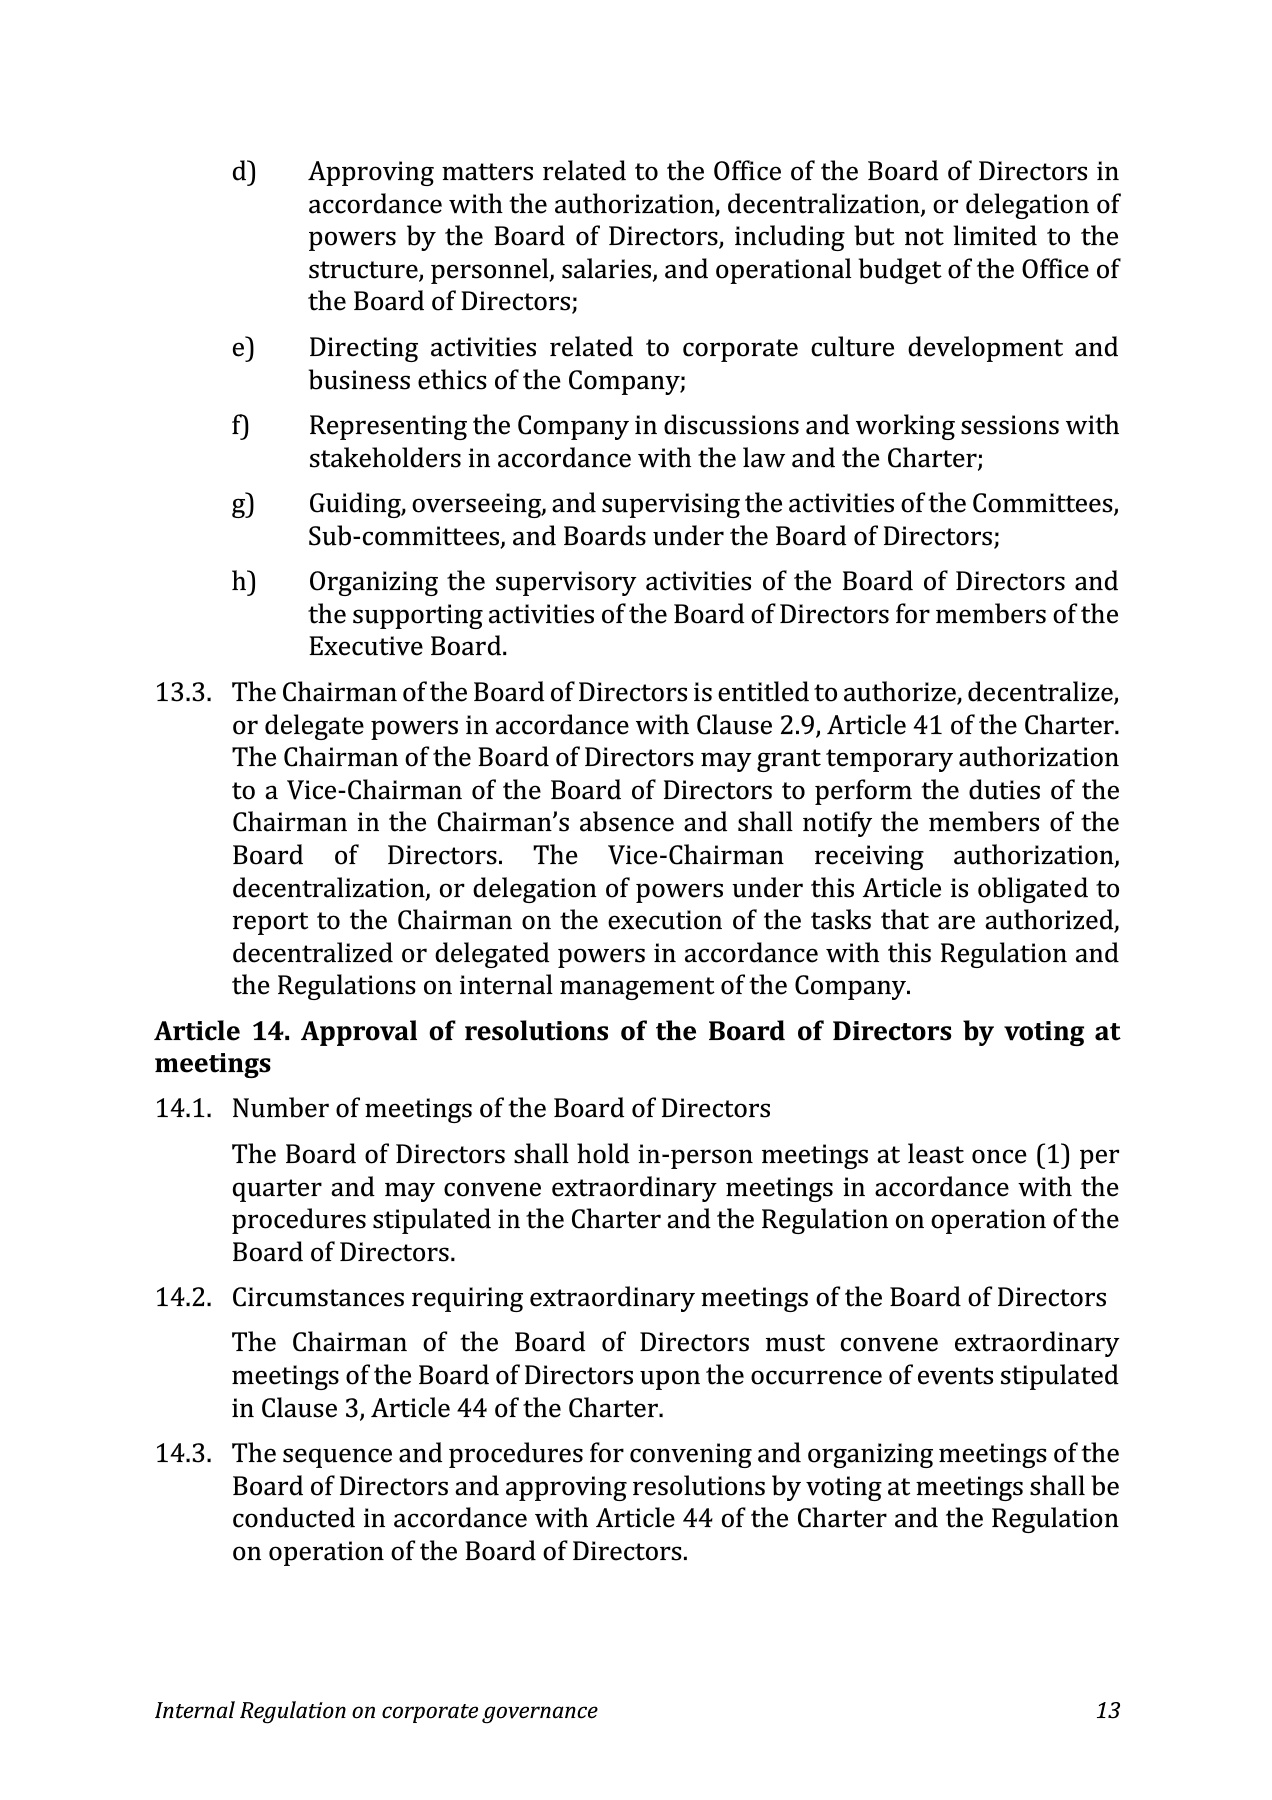 d) Approving matters related to the Office of the Board of Directors in
accordance with the authorization, decentralization, or delegation of
powers by the Board of Directors, including but not limited to the
structure, personnel, salaries, and operational budget of the Office of
the Board of Directors;
e) Directing activities related to corporate culture development and
business ethics of the Company;
f) Representing the Company in discussions and working sessions with
stakeholders in accordance with the law and the Charter;
g) Guiding, overseeing, and supervising the activities of the Committees,
Sub-committees, and Boards under the Board of Directors;
h) Organizing the supervisory activities of the Board of Directors and
the supporting activities of the Board of Directors for members of the
Executive Board.
13.3. The Chairman of the Board of Directors is entitled to authorize, decentralize,
or delegate powers in accordance with Clause 2.9, Article 41 of the Charter.
The Chairman of the Board of Directors may grant temporary authorization
to a Vice-Chairman of the Board of Directors to perform the duties of the
Chairman in the Chairman’s absence and shall notify the members of the
Board of Directors. The Vice-Chairman receiving authorization,
decentralization, or delegation of powers under this Article is obligated to
report to the Chairman on the execution of the tasks that are authorized,
decentralized or delegated powers in accordance with this Regulation and
the Regulations on internal management of the Company.
Article 14. Approval of resolutions of the Board of Directors by voting at
meetings
14.1. Number of meetings of the Board of Directors
The Board of Directors shall hold in-person meetings at least once (1) per
quarter and may convene extraordinary meetings in accordance with the
procedures stipulated in the Charter and the Regulation on operation of the
Board of Directors.
14.2. Circumstances requiring extraordinary meetings of the Board of Directors
The Chairman of the Board of Directors must convene extraordinary
meetings of the Board of Directors upon the occurrence of events stipulated
in Clause 3, Article 44 of the Charter.
14.3. The sequence and procedures for convening and organizing meetings of the
Board of Directors and approving resolutions by voting at meetings shall be
conducted in accordance with Article 44 of the Charter and the Regulation
on operation of the Board of Directors.
Internal Regulation on corporate governance 13